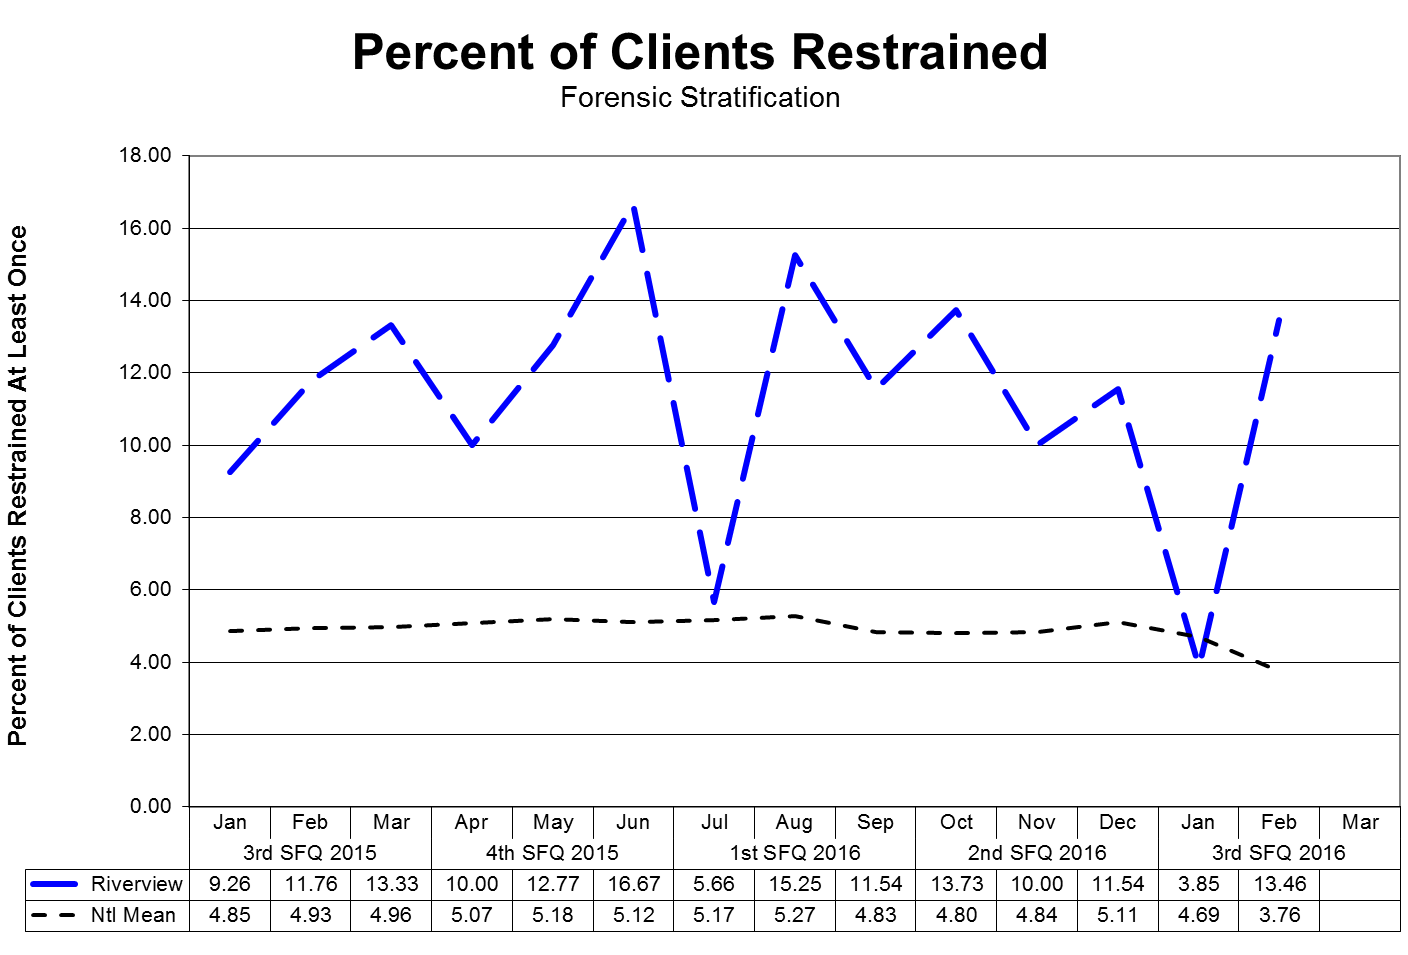 Percent of Clients Restrained
Forensic Stratification
Percent of Clients Restrained At Least Once
18.00
16.00
14.00
12.00
10.00
8.00
6.00
4.00
2.00
0.00
Jan Feb Mar Apr May Jun Jul Aug Sep Oct Nov Dec Jan Feb Mar
3rd SFQ 2015 4th SFQ 2015 1st SFQ 2016 2nd SFQ 2016 3rd SFQ 2016
Riverview 9.26 11.76 13.33 10.00 12.77 16.67 5.66 15.25 11.54 13.73 10.00 11.54 3.85 13.46
Ntl Mean 4.85 4.93 4.96 5.07 5.18 5.12 5.17 5.27 4.83 4.80 4.84 5.11 4.69 3.76